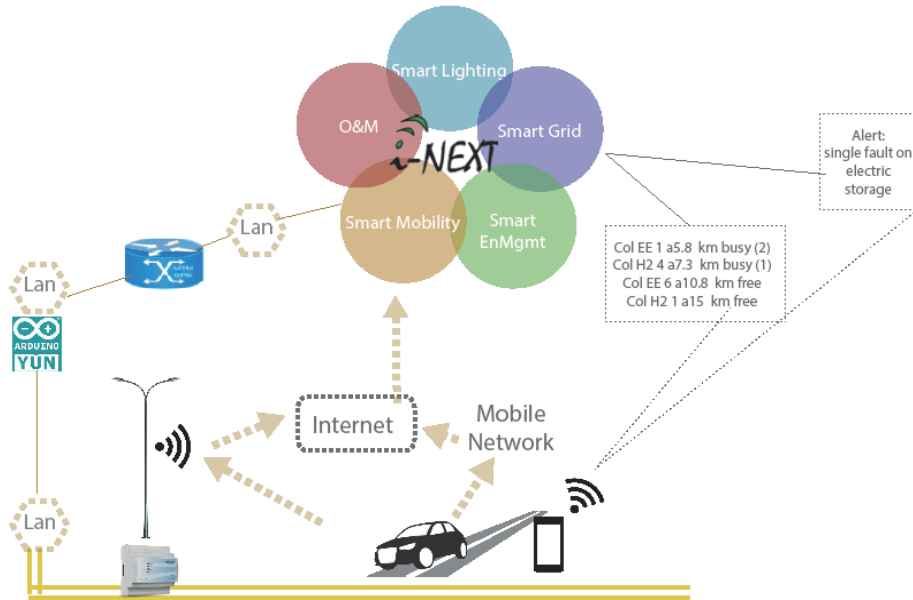 Smart Lighting
O&M
Smart Grid
i-NEXT
Smart Mobility
Smart
EnMgmt
Alert:
single fault on
electric
storage
Col EE 1 a5.8 km busy (2)
Col H2 4 a7.3 km busy (1)
Col EE 6 a10.8 km free
Col H2 1 a15 km free
Lan
Lan
ARDUINO
YUN
Internet
Mobile
Network
Lan